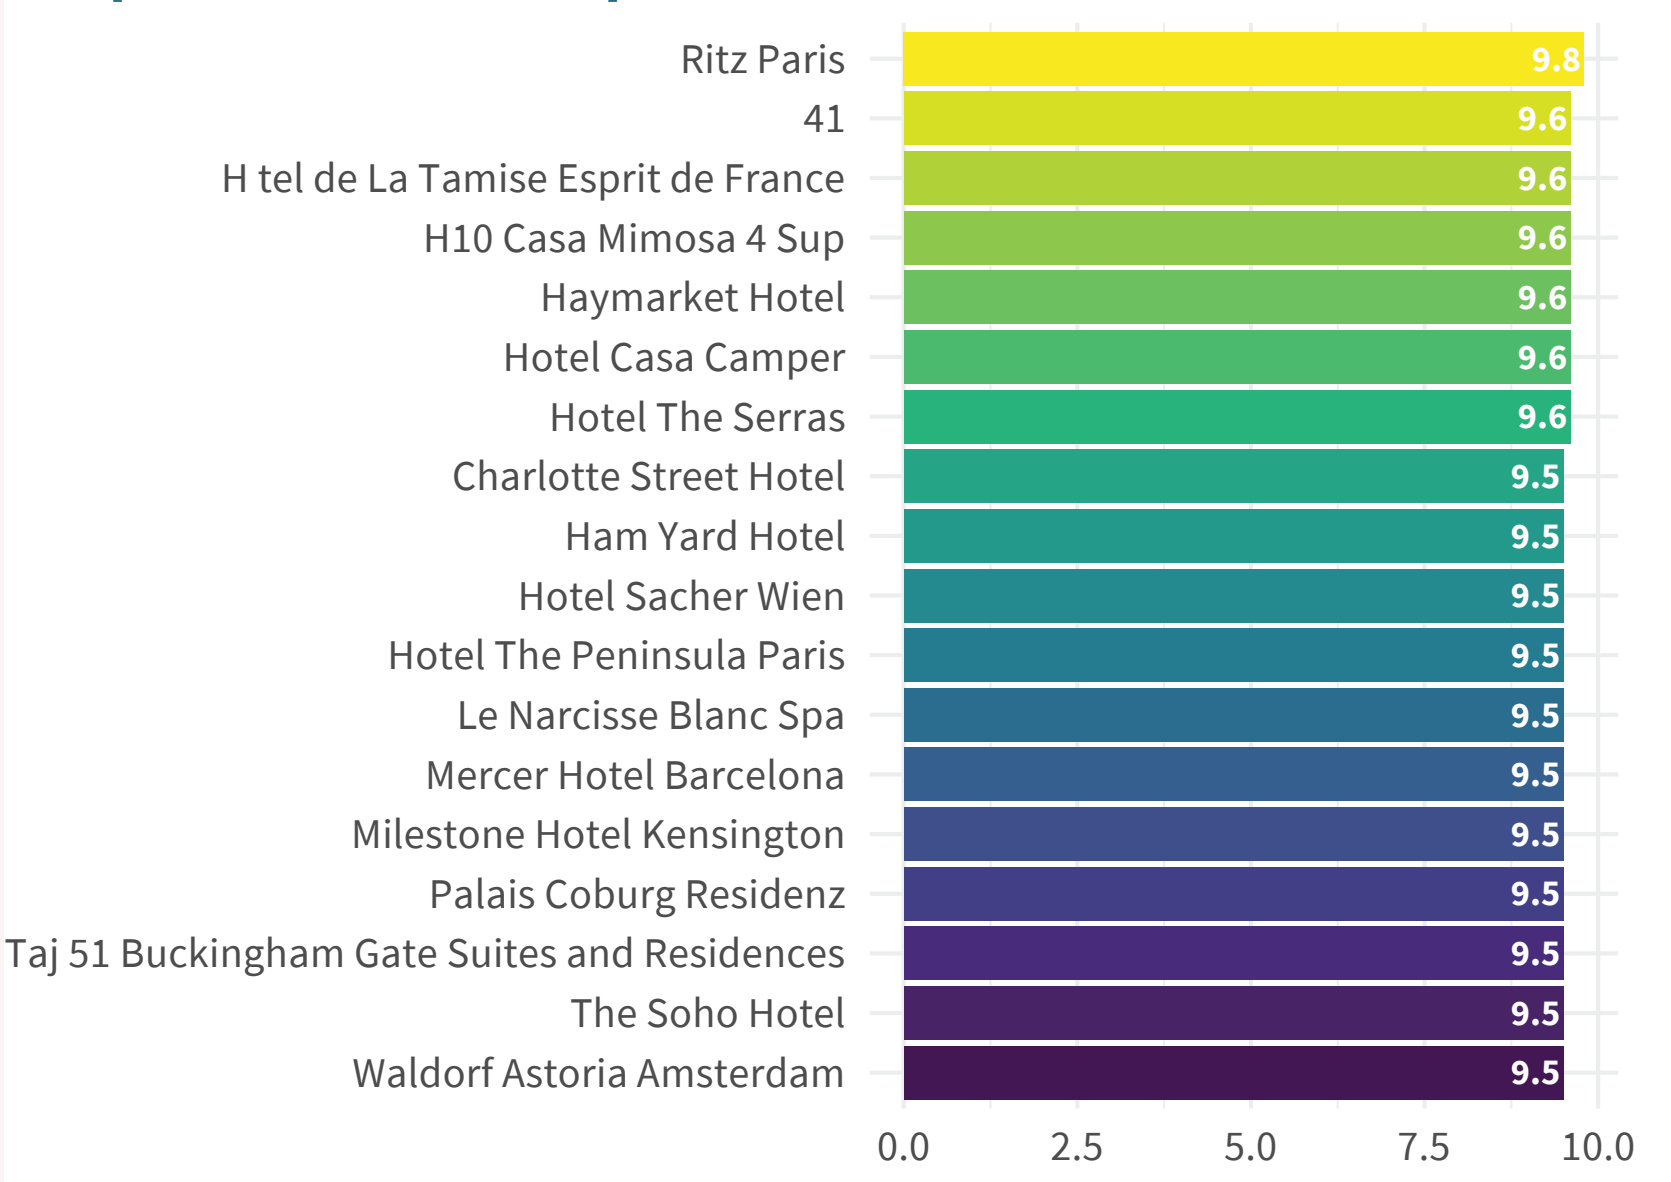 Ritz Paris 9.8
41 9.6
H tel de La Tamise Esprit de France 9.6
H10 Casa Mimosa 4 Sup 9.6
Haymarket Hotel 9.6
Hotel Casa Camper 9.6
Hotel The Serras 9.6
Charlotte Street Hotel 9.5
Ham Yard Hotel 9.5
Hotel Sacher Wien 9.5
Hotel The Peninsula Paris 9.5
Le Narcisse Blanc Spa 9.5
Mercer Hotel Barcelona 9.5
Milestone Hotel Kensington 9.5
Palais Coburg Residenz 9.5
Taj 51 Buckingham Gate Suites and Residences 9.5
The Soho Hotel 9.5
Waldorf Astoria Amsterdam 9.5
0.0 2.5 5.0 7.5 10.0